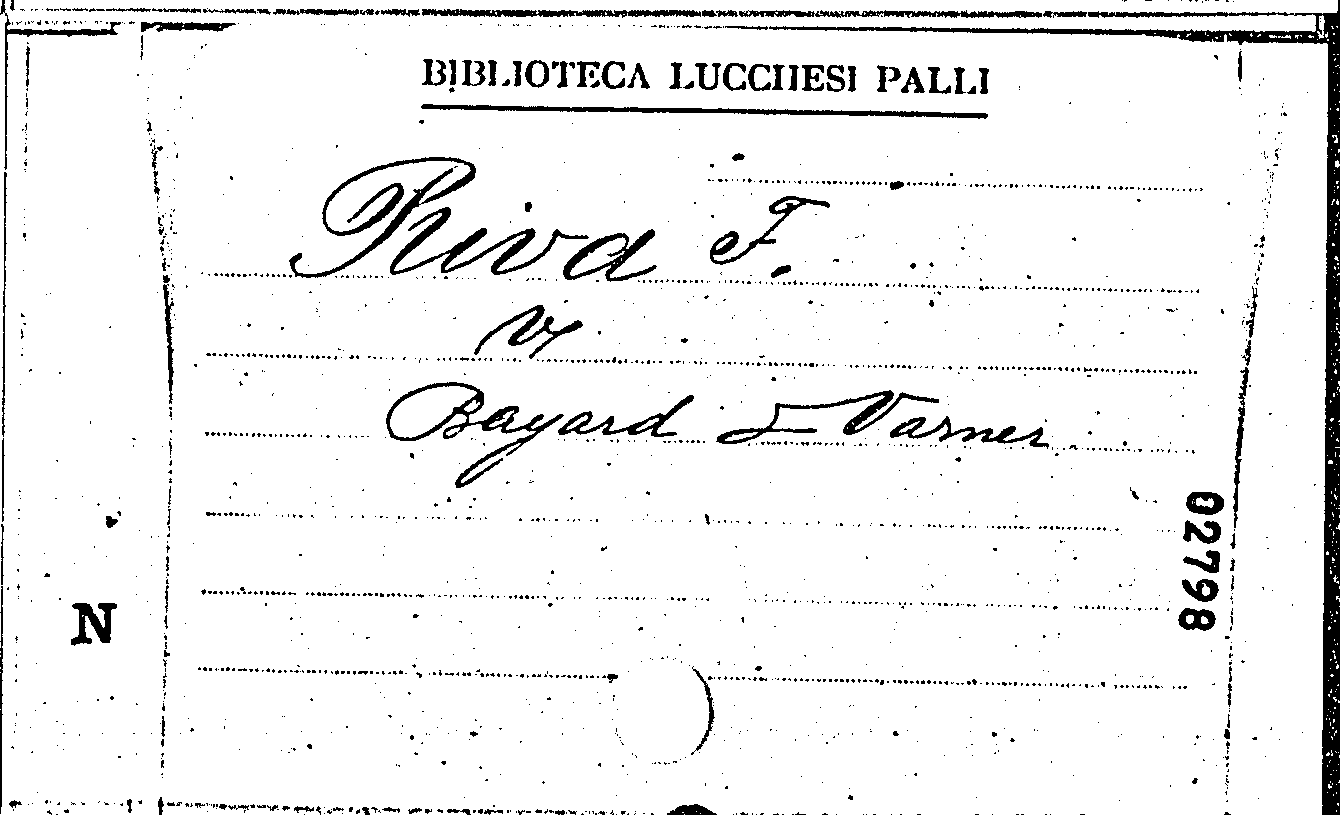 BIBLIOTECA LUCCHESI PALLI
Riva F.
V
Bayard & Varner
02798
N